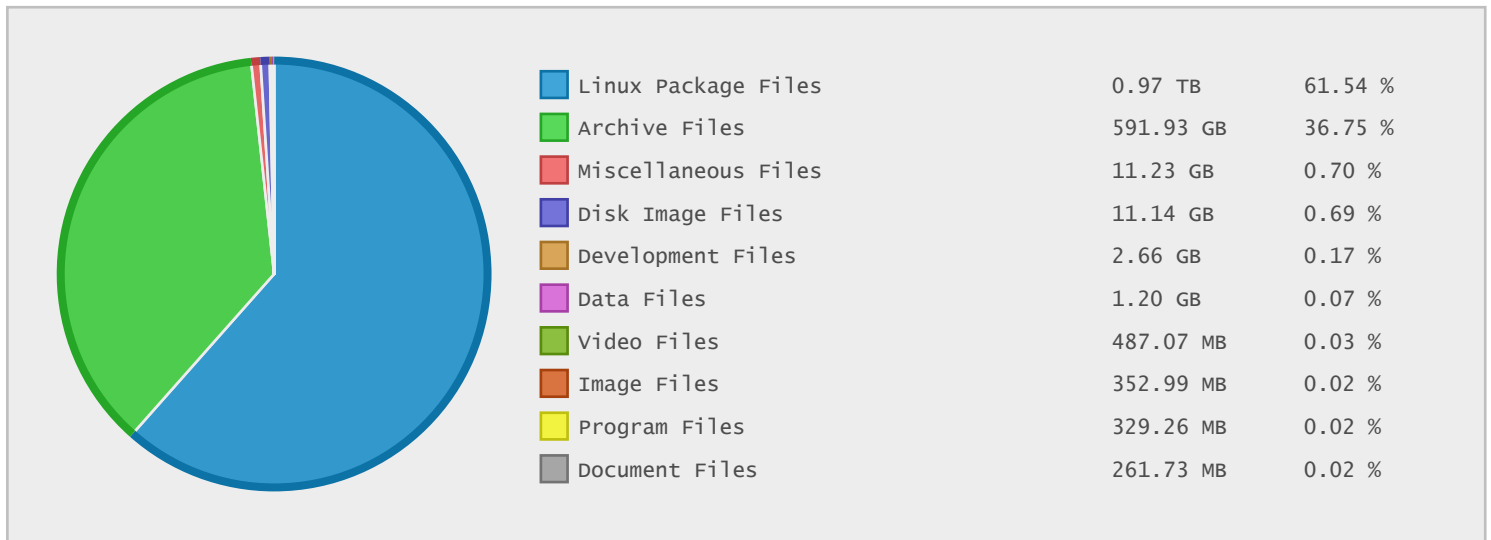 Linux Package Files 0.97 TB 61.54 %
Archive Files 591.93 GB 36.75 %
Miscellaneous Files 11.23 GB 0.70 %
Disk Image Files 11.14 GB 0.69 %
Development Files 2.66 GB 0.17 %
Data Files 1.20 GB 0.07 %
Video Files 487.07 MB 0.03 %
Image Files 352.99 MB 0.02 %
Program Files 329.26 MB 0.02 %
Document Files 261.73 MB 0.02 %